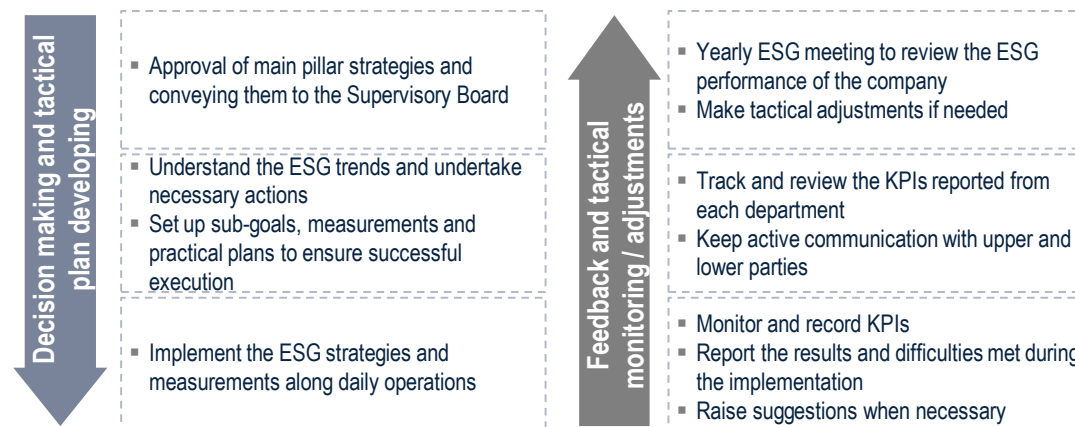 Decision making and tactical
plan developing
▪ Approval of main pillar strategies and
conveying them to the Supervisory Board
▪ Understand the ESG trends and undertake
necessary actions
▪ Set up sub-goals, measurements and
practical plans to ensure successful
execution
▪ Implement the ESG strategies and
measurements along daily operations
Feedback and tactical
monitoring / adjustments
▪ Yearly ESG meeting to review the ESG
performance of the company
▪ Make tactical adjustments if needed
▪ Track and review the KPIs reported from
each department
▪ Keep active communication with upper and
lower parties
▪ Monitor and record KPIs
▪ Report the results and difficulties met during
the implementation
▪ Raise suggestions when necessary